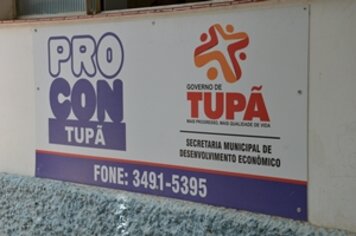 PRO
CON
TUPÃ
GOVERNO DE
TUPÃ
MAIS PROGRESSO, MAIS QUALIDADE DE VIDA
SECRETARIA MUNICIPAL DE
DESENVOLVIMENTO ECONÔMICO
FONE: 3491-5395